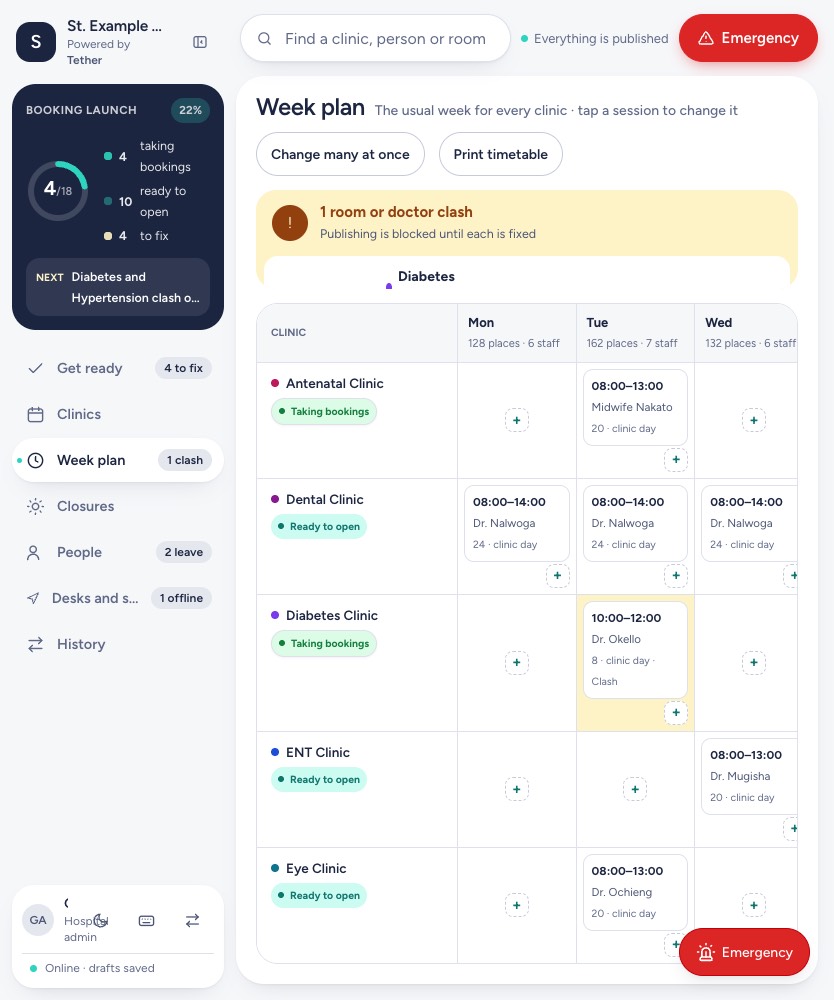 S
St. Example ...
Powered by
Tether
Find a clinic, person or room
Everything is published
Emergency
BOOKING LAUNCH
22%
4/18
4 taking
bookings
10 ready to
open
4 to fix
NEXT Diabetes and
Hypertension clash o...
Get ready 4 to fix
Clinics
Week plan 1 clash
Closures
People 2 leave
Desks and s... 1 offline
History
GA
Hospital
admin
Online · drafts saved
Week plan The usual week for every clinic · tap a session to change it
Change many at once
Print timetable
!
1 room or doctor clash
Publishing is blocked until each is fixed
Diabetes
CLINIC
Mon
128 places · 6 staff
Tue
162 places · 7 staff
Wed
132 places · 6 staff
Antenatal Clinic
Taking bookings
+
08:00–13:00
Midwife Nakato
20 · clinic day
+
+
Dental Clinic
Ready to open
08:00–14:00
Dr. Nalwoga
24 · clinic day
+
08:00–14:00
Dr. Nalwoga
24 · clinic day
+
08:00–14:00
Dr. Nalwoga
24 · clinic day
+
Diabetes Clinic
Taking bookings
+
10:00–12:00
Dr. Okello
8 · clinic day ·
Clash
+
+
ENT Clinic
Ready to open
+
+
08:00–13:00
Dr. Mugisha
20 · clinic day
+
Eye Clinic
Ready to open
+
08:00–13:00
Dr. Ochieng
20 · clinic day
+
+
Emergency